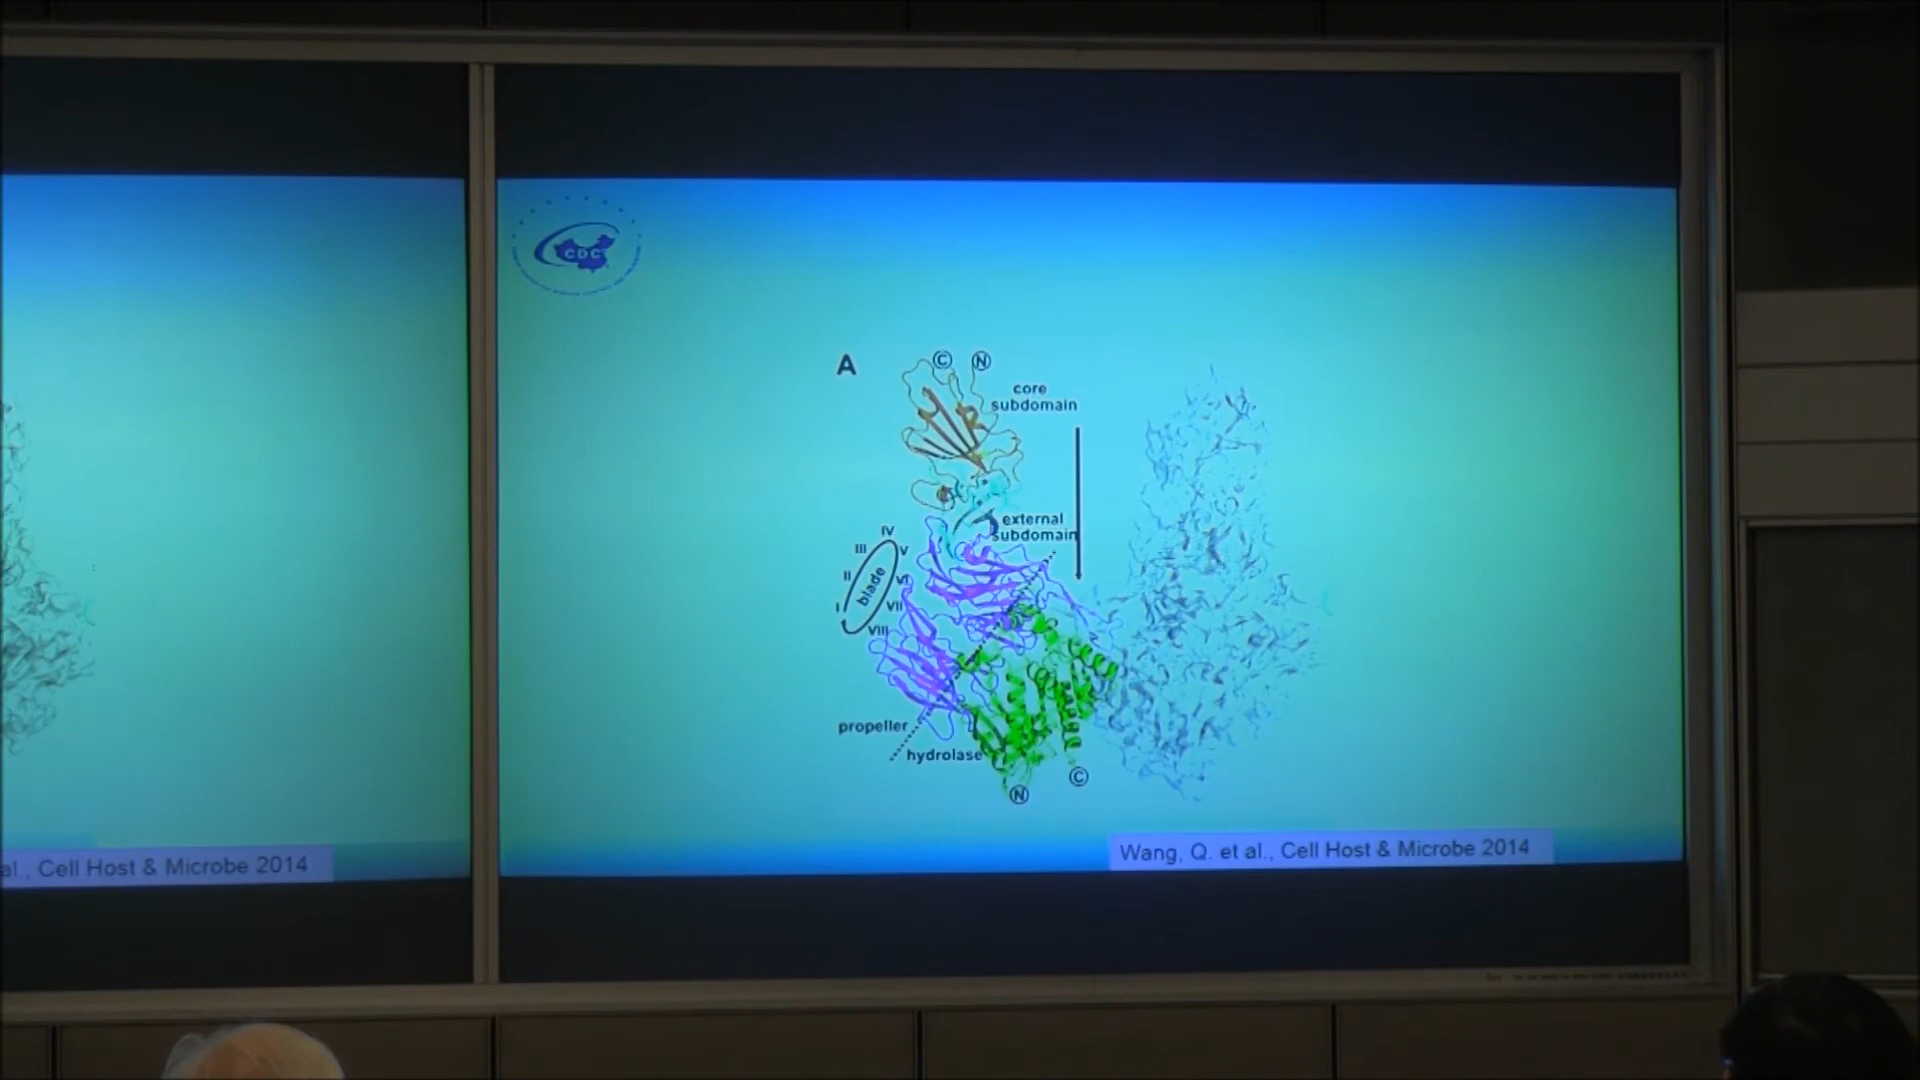 al., Cell Host & Microbe 2014
CDC
A
C
N
core
subdomain
external
subdomain
IV
III
V
II
VI
blade
I
VII
VIII
propeller
hydrolase
C
N
Wang, Q. et al., Cell Host & Microbe 2014